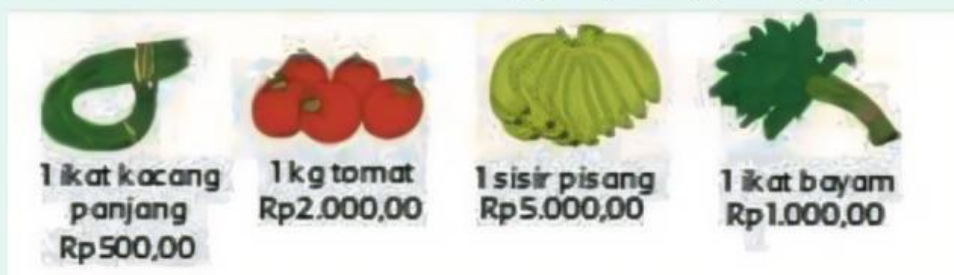 1 ikat kacang
panjang
Rp500,00
1 kg tomat
Rp2.000,00
1 sisir pisang
Rp5.000,00
1 ikat bayam
Rp1.000,00